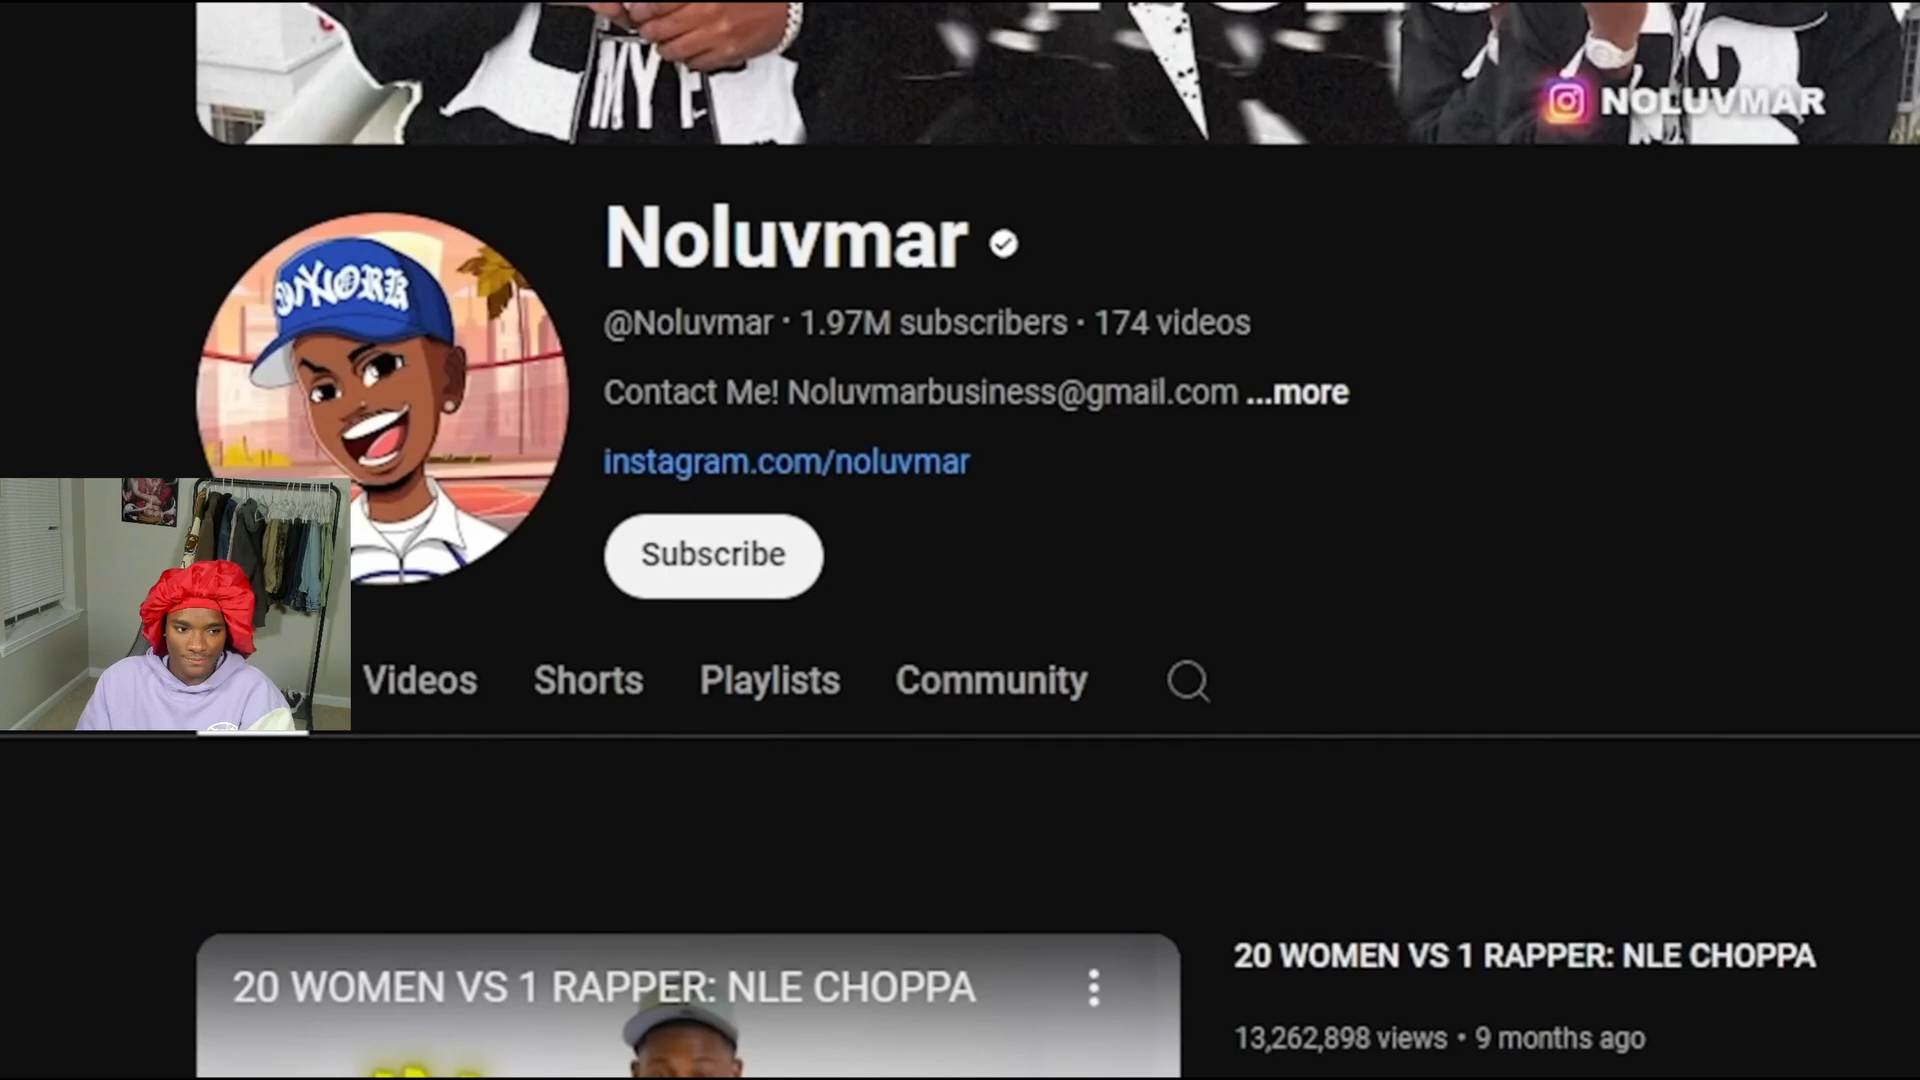 MY E
NOLUVMAR
Noluvmar
@Noluvmar · 1.97M subscribers · 174 videos
Contact Me! Noluvmarbusiness@gmail.com ...more
instagram.com/noluvmar
Subscribe
Videos Shorts Playlists Community
20 WOMEN VS 1 RAPPER: NLE CHOPPA
20 WOMEN VS 1 RAPPER: NLE CHOPPA
13,262,898 views • 9 months ago